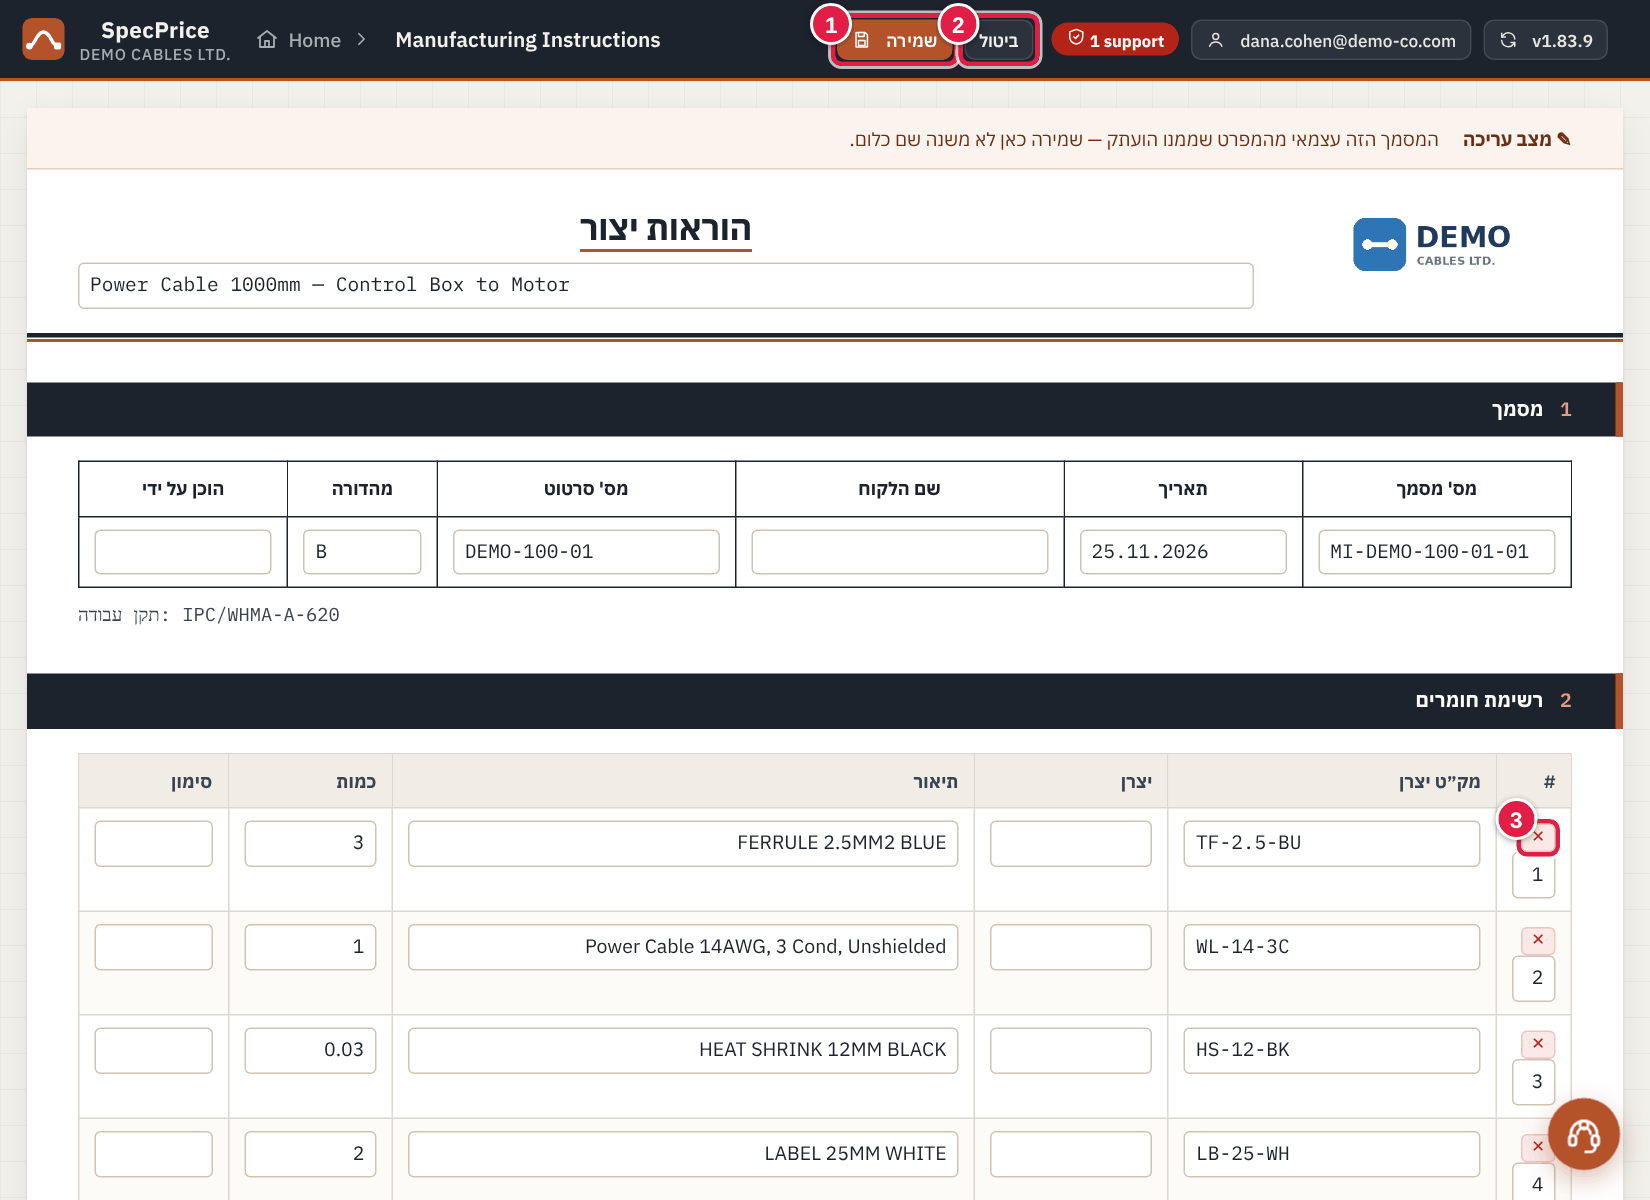 SpecPrice
DEMO CABLES LTD.
Home
Manufacturing Instructions
1
שמירה
2
ביטול
1 support
dana.cohen@demo-co.com
v1.83.9
✎ מצב עריכה המסמך הזה עצמאי מהמפרט שממנו הועתק — שמירה כאן לא משנה שם כלום.
DEMO
CABLES LTD.
הוראות יצור
Power Cable 1000mm — Control Box to Motor
1 מסמך
מס' מסמך תאריך שם הלקוח מס' סרטוט מהדורה הוכן על ידי
MI-DEMO-100-01-01 25.11.2026 DEMO-100-01 B
תקן עבודה: IPC/WHMA-A-620
2 רשימת חומרים
# מק״ט יצרן יצרן תיאור כמות סימון
3
✕ 1 TF-2.5-BU FERRULE 2.5MM2 BLUE 3
✕ 2 WL-14-3C Power Cable 14AWG, 3 Cond, Unshielded 1
✕ 3 HS-12-BK HEAT SHRINK 12MM BLACK 0.03
✕ 4 LB-25-WH LABEL 25MM WHITE 2